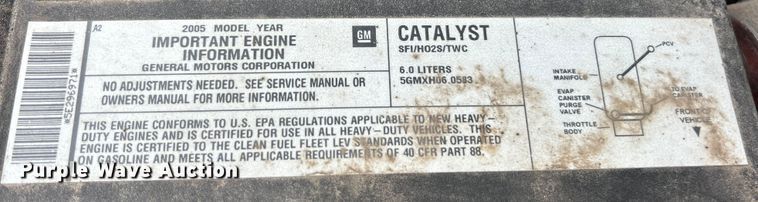 A2
2005 MODEL YEAR
IMPORTANT ENGINE
INFORMATION
GENERAL MOTORS CORPORATION
GM
CATALYST
SFI/HO2S/TWC
6.0 LITERS
5GMXH06.0583
NO ADJUSTMENTS NEEDED. SEE SERVICE MANUAL OR
OWNERS MANUAL FOR MORE INFORMATION.
THIS ENGINE CONFORMS TO U.S. EPA REGULATIONS APPLICABLE TO NEW HEAVY-
DUTY ENGINES AND IS CERTIFIED FOR USE IN ALL HEAVY-DUTY VEHICLES. THIS
ENGINE IS CERTIFIED TO THE CLEAN FUEL FLEET LEV STANDARDS WHEN OPERATED
ON GASOLINE AND MEETS ALL APPLICABLE REQUIREMENTS OF 40 CFR PART 88.
PCV
INTAKE
MANIFOLD
EVAP
CANISTER
PURGE
VALVE
THROTTLE
BODY
TO EVAP
CANISTER
FRONT OF
VEHICLE
*5E296971*
Purple Wave Auction